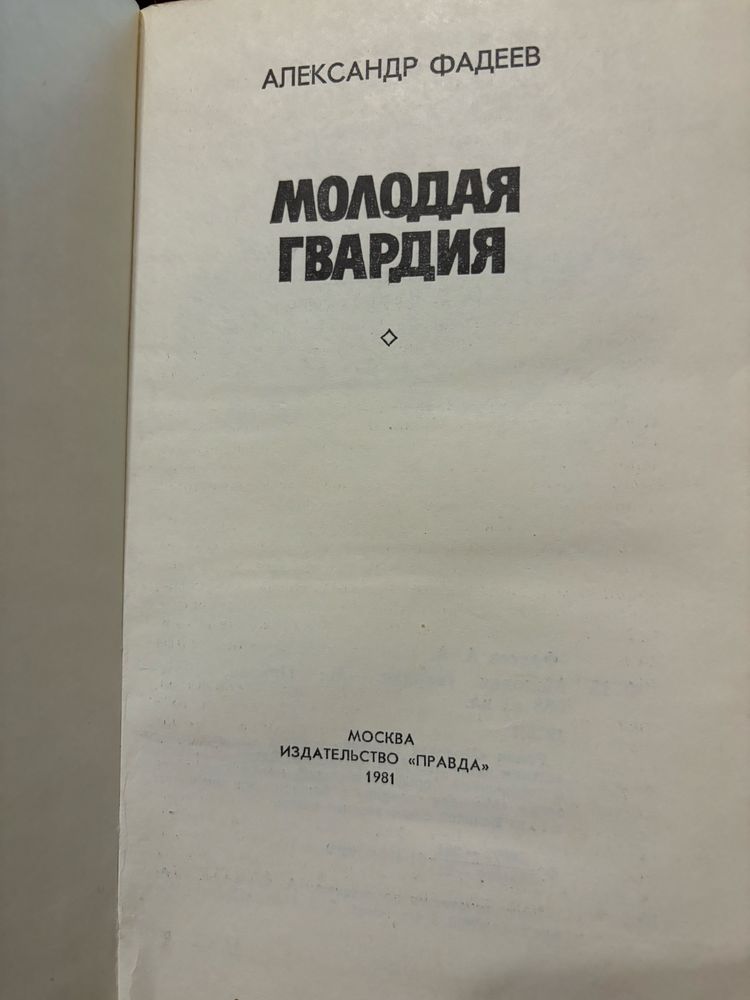 АЛЕКСАНДР ФАДЕЕВ
МОЛОДАЯ
ГВАРДИЯ
МОСКВА
ИЗДАТЕЛЬСТВО «ПРАВДА»
1981